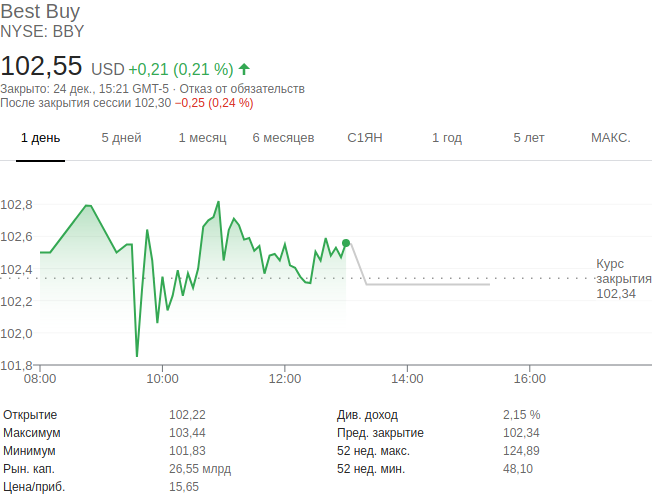 Best Buy
NYSE: BBY
102,55 USD +0,21 (0,21 %)
Закрыто: 24 дек., 15:21 GMT-5 · Отказ от обязательств
После закрытия сессии 102,30 −0,25 (0,24 %)
1 день 5 дней 1 месяц 6 месяцев С1ЯН 1 год 5 лет МАКС.
102,8
102,6
102,4
102,2
102,0
101,8
Курс
закрытия
102,34
08:00 10:00 12:00 14:00 16:00
Открытие 102,22 Див. доход 2,15 %
Максимум 103,44 Пред. закрытие 102,34
Минимум 101,83 52 нед. макс. 124,89
Рын. кап. 26,55 млрд 52 нед. мин. 48,10
Цена/приб. 15,65